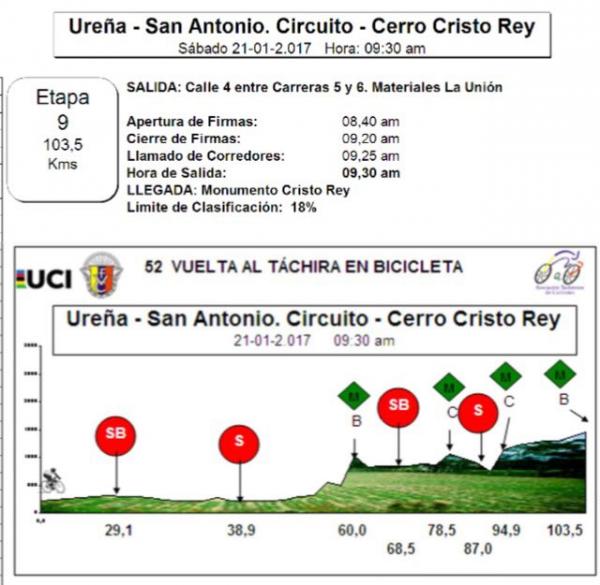 Ureña - San Antonio. Circuito - Cerro Cristo Rey
Sábado 21-01-2.017 Hora: 09:30 am
Etapa
9
103,5
Kms
SALIDA: Calle 4 entre Carreras 5 y 6. Materiales La Unión
Apertura de Firmas: 08,40 am
Cierre de Firmas: 09,20 am
Llamado de Corredores: 09,25 am
Hora de Salida: 09,30 am
LLEGADA: Monumento Cristo Rey
Limite de Clasificación: 18%
UCI
52 VUELTA AL TÁCHIRA EN BICICLETA
Ureña - San Antonio. Circuito - Cerro Cristo Rey
21-01-2.017 09:30 am
M M M M
B C C B
SB S SB S
29,1 38,9 60,0 78,5 94,9 103,5
68,5 87,0